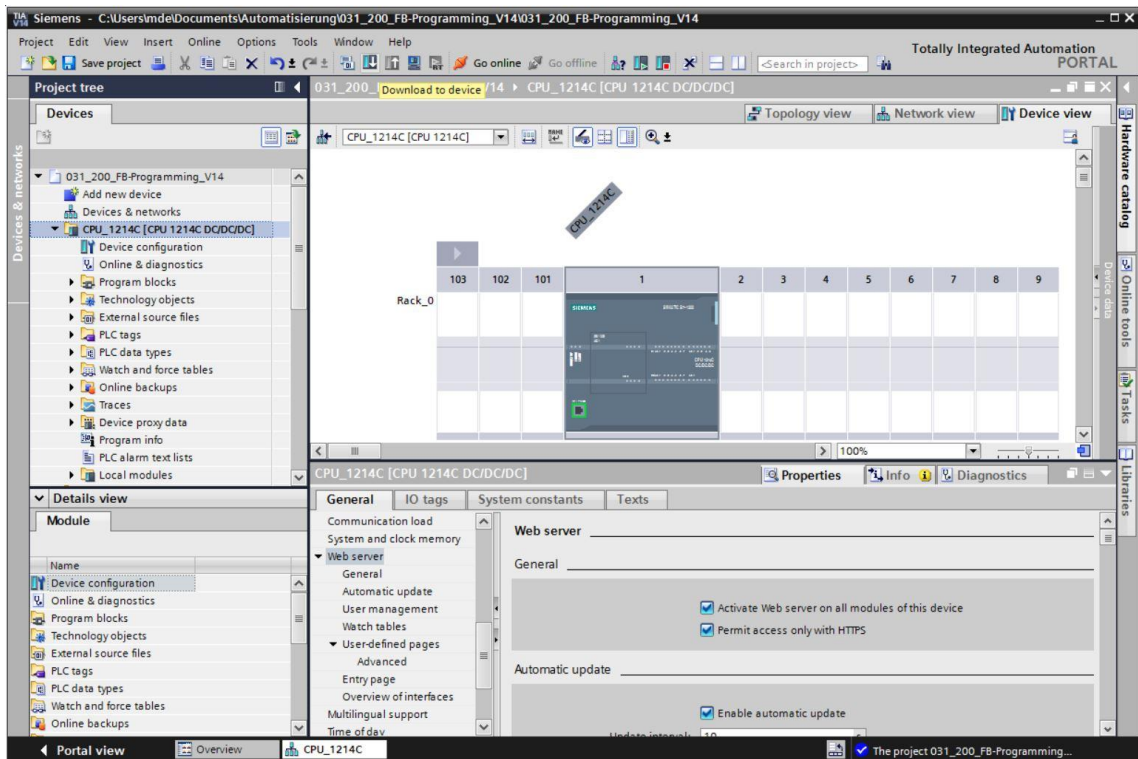 Siemens - C:\Users\mde\Documents\Automatisierung\031_200_FB-Programming_V14\031_200_FB-Programming_V14
Project Edit View Insert Online Options Tools Window Help
Save project
Go online
Go offline
<Search in project>
Totally Integrated Automation
PORTAL
Project tree
Devices
Devices & networks
031_200_FB-Programming_V14
Add new device
Devices & networks
CPU_1214C [CPU 1214C DC/DC/DC]
Device configuration
Online & diagnostics
Program blocks
Technology objects
External source files
PLC tags
PLC data types
Watch and force tables
Online backups
Traces
Device proxy data
Program info
PLC alarm text lists
Local modules
Details view
Module
Name
Device configuration
Online & diagnostics
Program blocks
Technology objects
External source files
PLC tags
PLC data types
Watch and force tables
Online backups
031_200_
Download to device
/14 ▸ CPU_1214C [CPU 1214C DC/DC/DC]
Topology view
Network view
Device view
CPU_1214C [CPU 1214C]
CPU_1214C
103 102 101 1 2 3 4 5 6 7 8 9
Rack_0
SIEMENS
100%
Device data
CPU_1214C [CPU 1214C DC/DC/DC]
Properties
Info
Diagnostics
General
IO tags
System constants
Texts
Communication load
System and clock memory
Web server
General
Automatic update
User management
Watch tables
User-defined pages
Advanced
Entry page
Overview of interfaces
Multilingual support
Time of day
Web server
General
Activate Web server on all modules of this device
Permit access only with HTTPS
Automatic update
Enable automatic update
Update interval: 10
Hardware catalog
Online tools
Tasks
Libraries
Portal view
Overview
CPU_1214C
The project 031_200_FB-Programming...